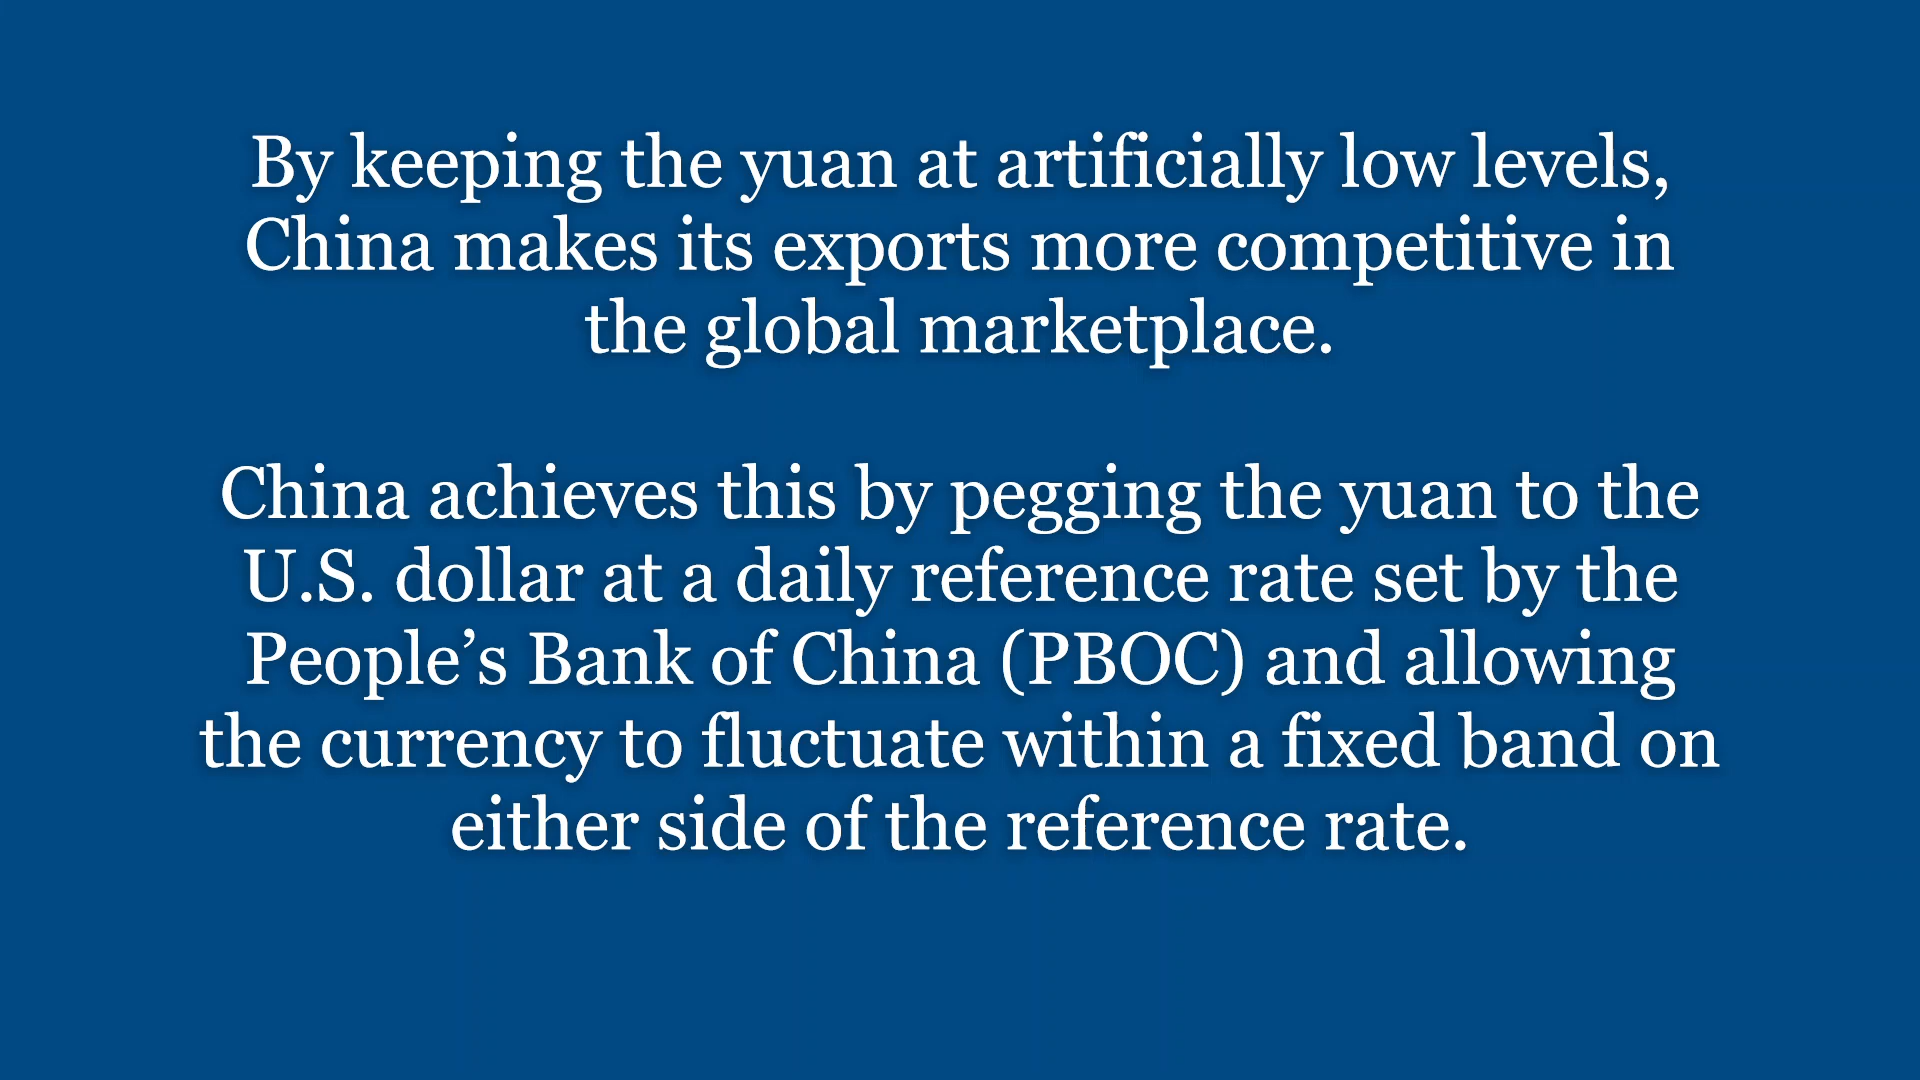 By keeping the yuan at artificially low levels,
China makes its exports more competitive in
the global marketplace.
China achieves this by pegging the yuan to the
U.S. dollar at a daily reference rate set by the
People’s Bank of China (PBOC) and allowing
the currency to fluctuate within a fixed band on
either side of the reference rate.